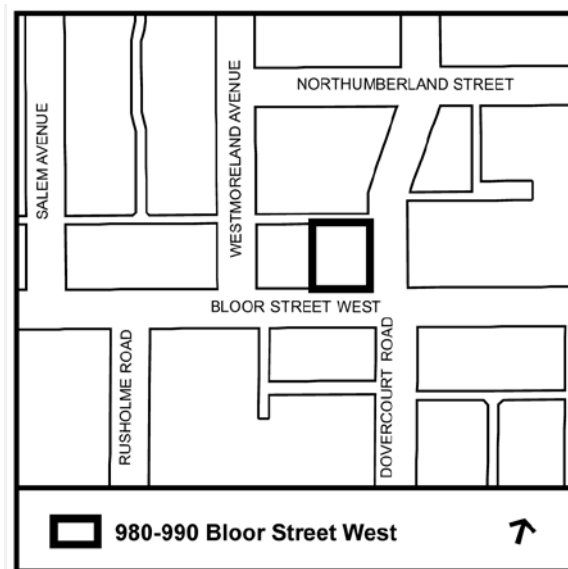 NORTHUMBERLAND STREET
SALEM AVENUE
WESTMORELAND AVENUE
BLOOR STREET WEST
RUSHOLME ROAD
DOVERCOURT ROAD
980-990 Bloor Street West